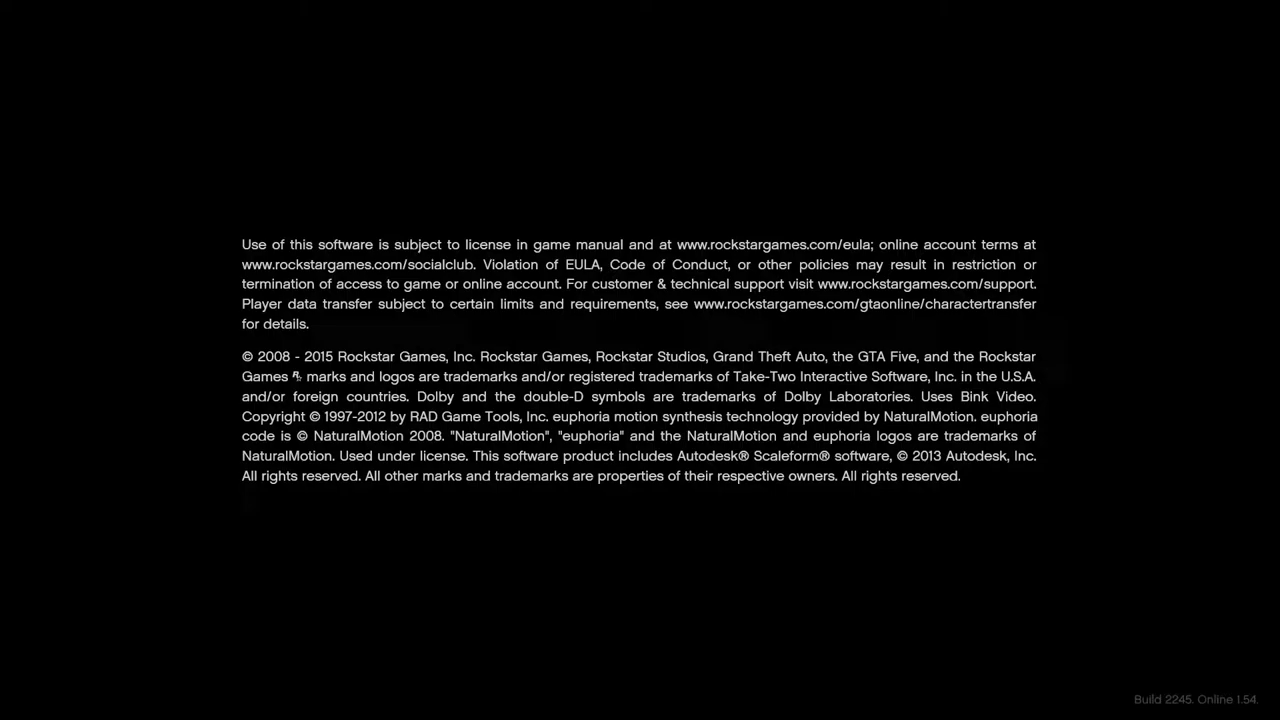 Use of this software is subject to license in game manual and at www.rockstargames.com/eula; online account terms at
www.rockstargames.com/socialclub. Violation of EULA, Code of Conduct, or other policies may result in restriction or
termination of access to game or online account. For customer & technical support visit www.rockstargames.com/support.
Player data transfer subject to certain limits and requirements, see www.rockstargames.com/gtaonline/charactertransfer
for details.
© 2008 - 2015 Rockstar Games, Inc. Rockstar Games, Rockstar Studios, Grand Theft Auto, the GTA Five, and the Rockstar
Games R* marks and logos are trademarks and/or registered trademarks of Take-Two Interactive Software, Inc. in the U.S.A.
and/or foreign countries. Dolby and the double-D symbols are trademarks of Dolby Laboratories. Uses Bink Video.
Copyright © 1997-2012 by RAD Game Tools, Inc. euphoria motion synthesis technology provided by NaturalMotion. euphoria
code is © NaturalMotion 2008. "NaturalMotion", "euphoria" and the NaturalMotion and euphoria logos are trademarks of
NaturalMotion. Used under license. This software product includes Autodesk® Scaleform® software, © 2013 Autodesk, Inc.
All rights reserved. All other marks and trademarks are properties of their respective owners. All rights reserved.
Build 2245. Online 1.54.